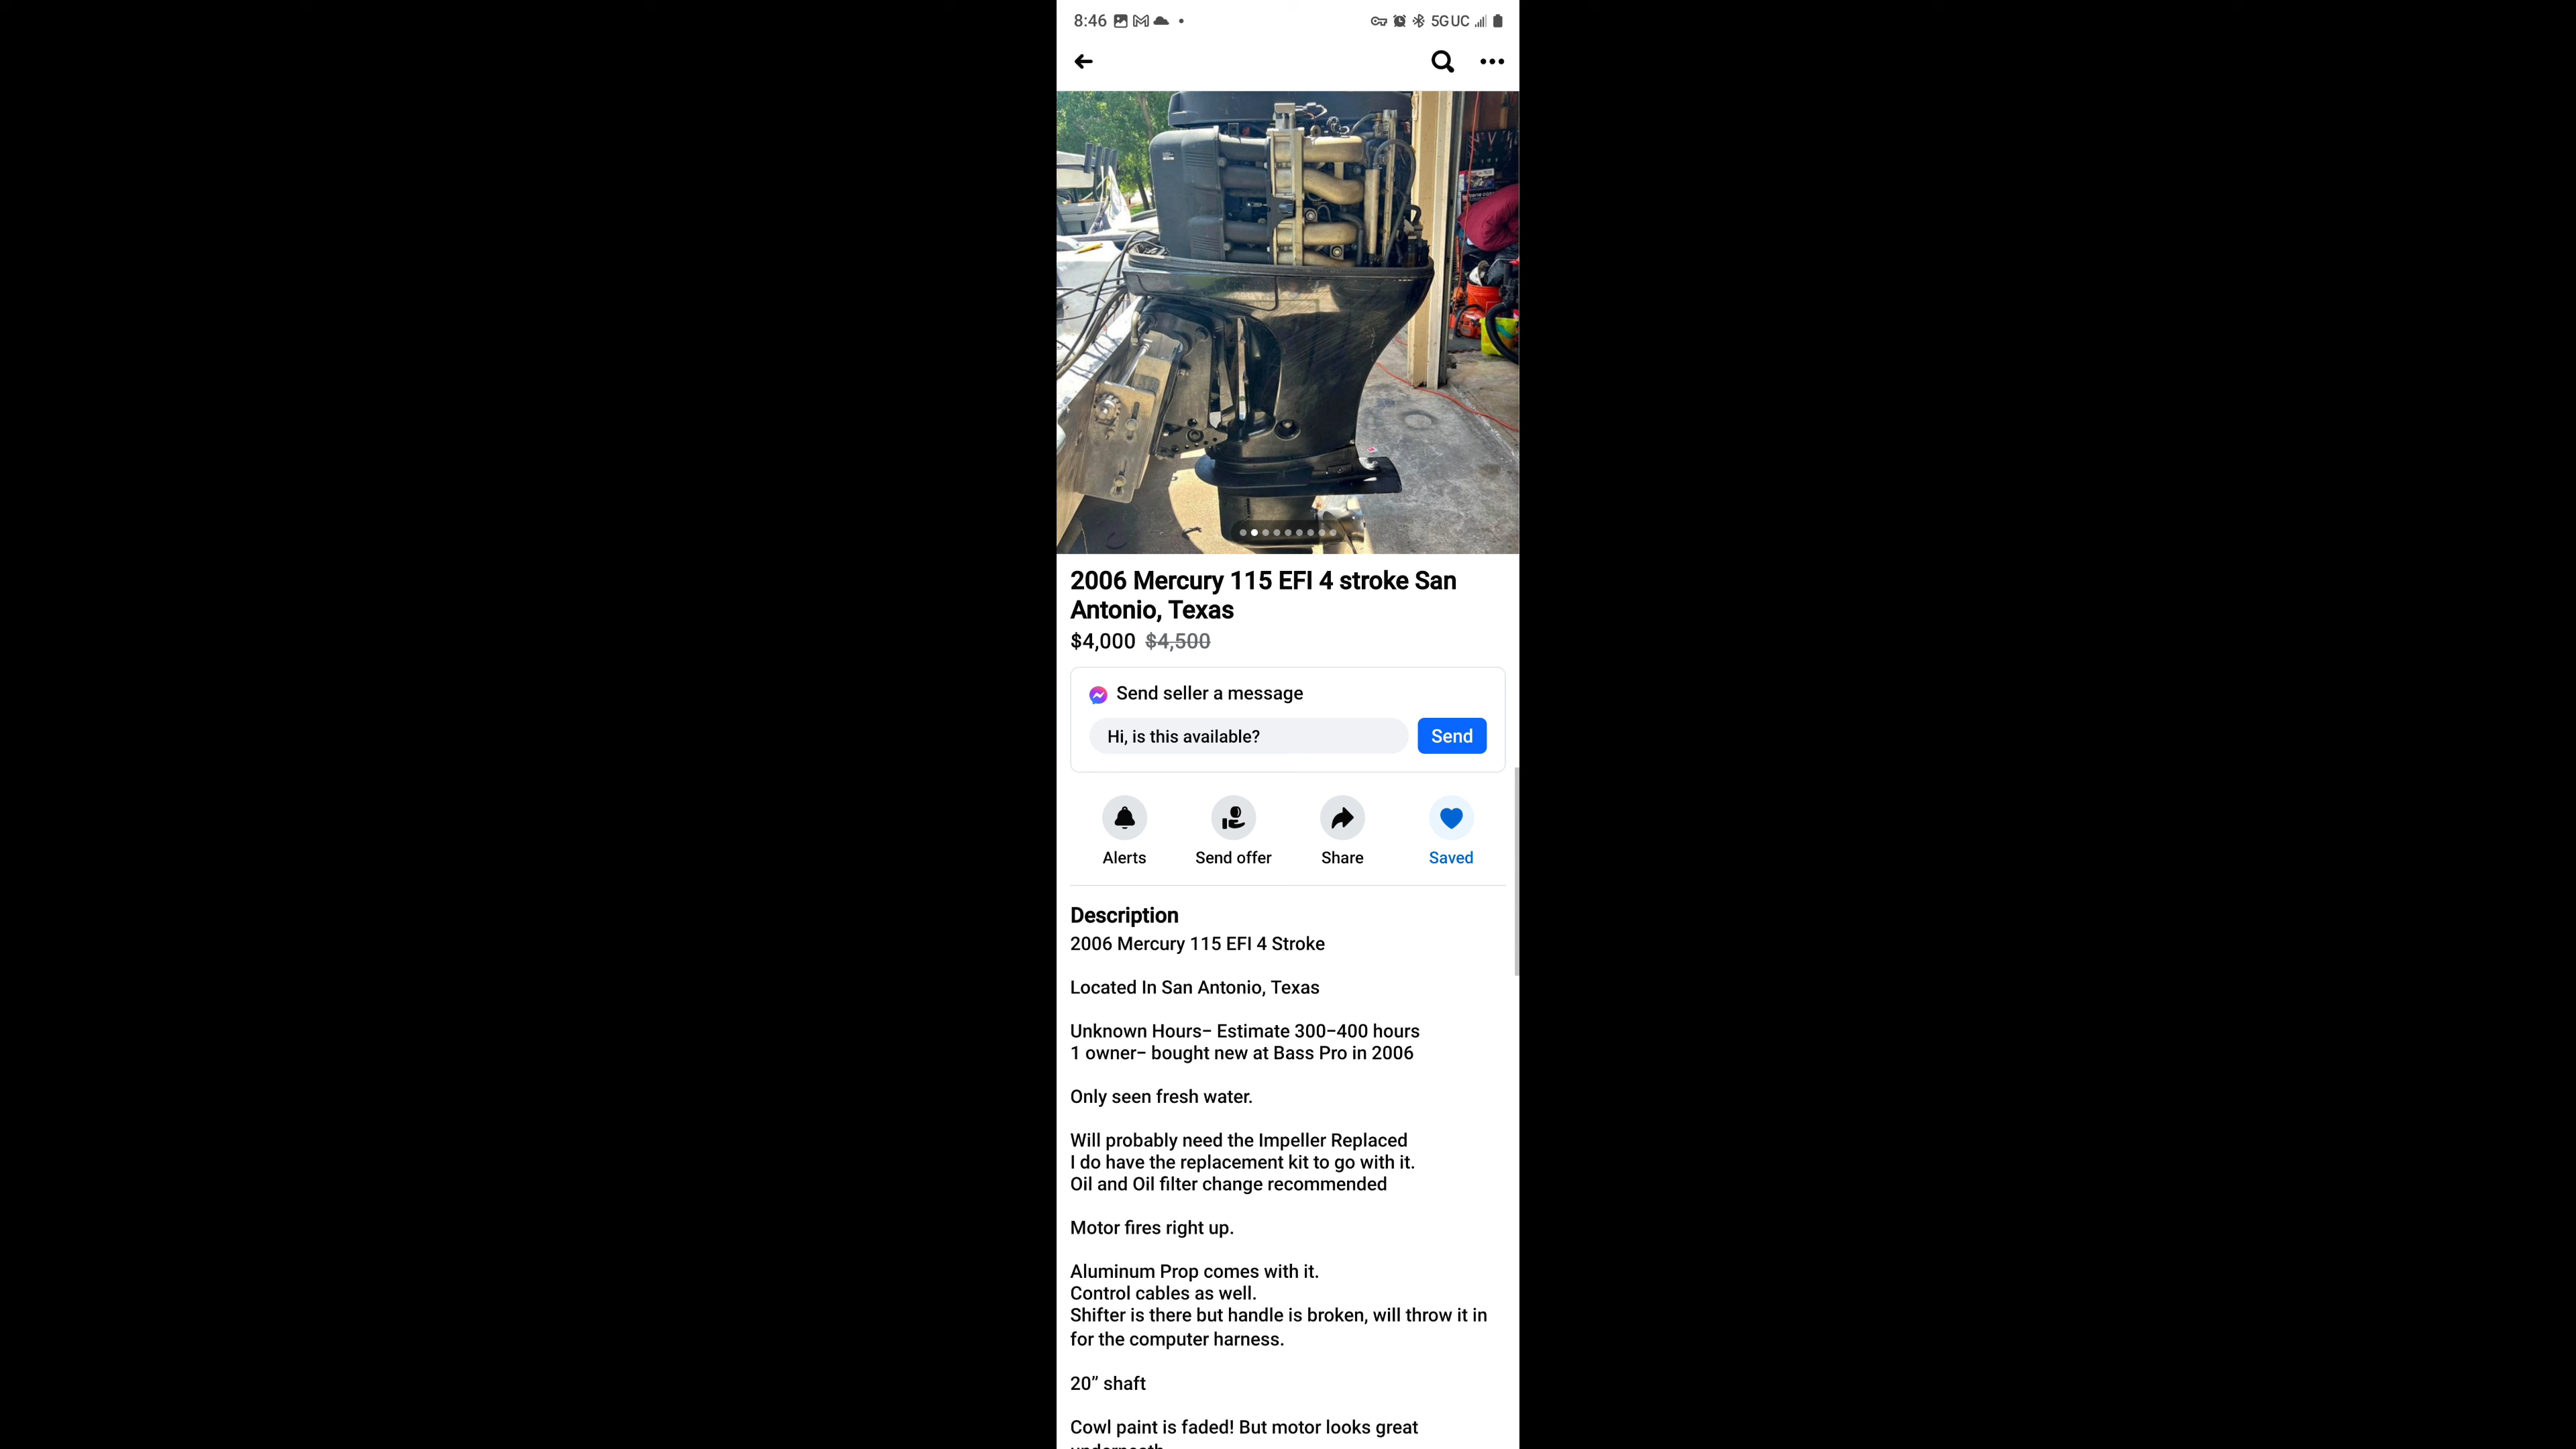 8:46
5G UC
2006 Mercury 115 EFI 4 stroke San
Antonio, Texas
$4,000 $4,500
Send seller a message
Hi, is this available?
Send
Alerts
Send offer
Share
Saved
Description
2006 Mercury 115 EFI 4 Stroke
Located In San Antonio, Texas
Unknown Hours- Estimate 300-400 hours
1 owner- bought new at Bass Pro in 2006
Only seen fresh water.
Will probably need the Impeller Replaced
I do have the replacement kit to go with it.
Oil and Oil filter change recommended
Motor fires right up.
Aluminum Prop comes with it.
Control cables as well.
Shifter is there but handle is broken, will throw it in
for the computer harness.
20” shaft
Cowl paint is faded! But motor looks great